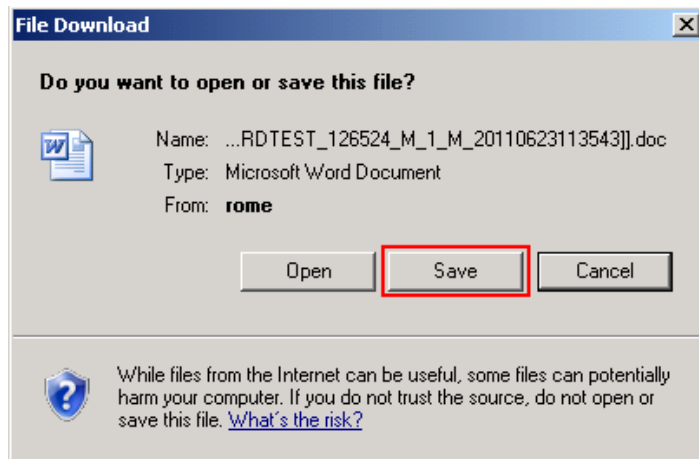 File Download
Do you want to open or save this file?
Name: ...RDTEST_126524_M_1_M_20110623113543]].doc
Type: Microsoft Word Document
From: rome
Open Save Cancel
While files from the Internet can be useful, some files can potentially
harm your computer. If you do not trust the source, do not open or
save this file. What's the risk?